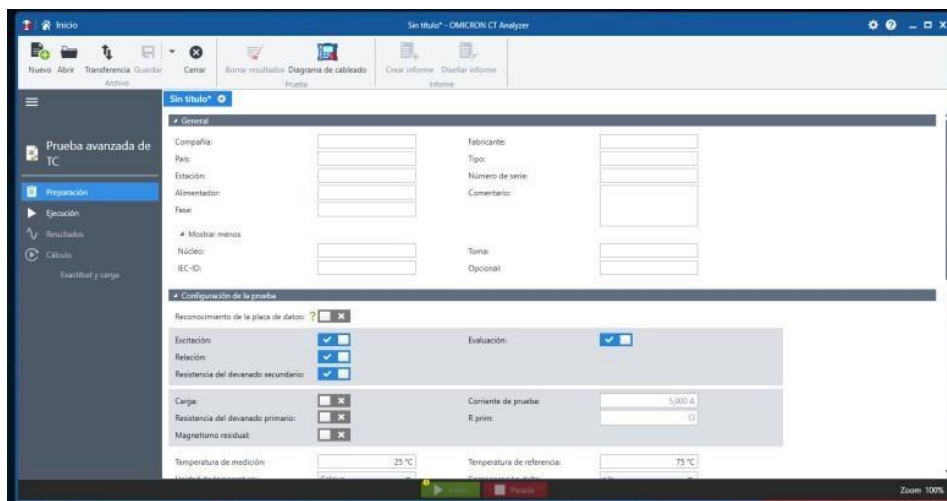 Inicio
Sin título* - OMICRON CT Analyzer
Nuevo Abrir Transferencia Guardar Cerrar Borrar resultados Diagrama de cableado Crear informe Diseñar informe
Archivo Prueba Informe
Sin título*
Prueba avanzada de
TC
Preparación
Ejecución
Resultados
Cálculo
Exactitud y carga
General
Compañía: Fabricante:
País: Tipo:
Estación: Número de serie:
Alimentador: Comentario:
Fase:
Mostrar menos
Núcleo: Toma:
IEC-ID: Opcional:
Configuración de la prueba
Reconocimiento de la placa de datos: ?
Excitación: Evaluación:
Relación:
Resistencia del devanado secundario:
Carga: Corriente de prueba: 5,000 A
Resistencia del devanado primario: R prim.: Ω
Magnetismo residual:
Temperatura de medición: 25 °C Temperatura de referencia: 75 °C
Parada
Zoom 100%